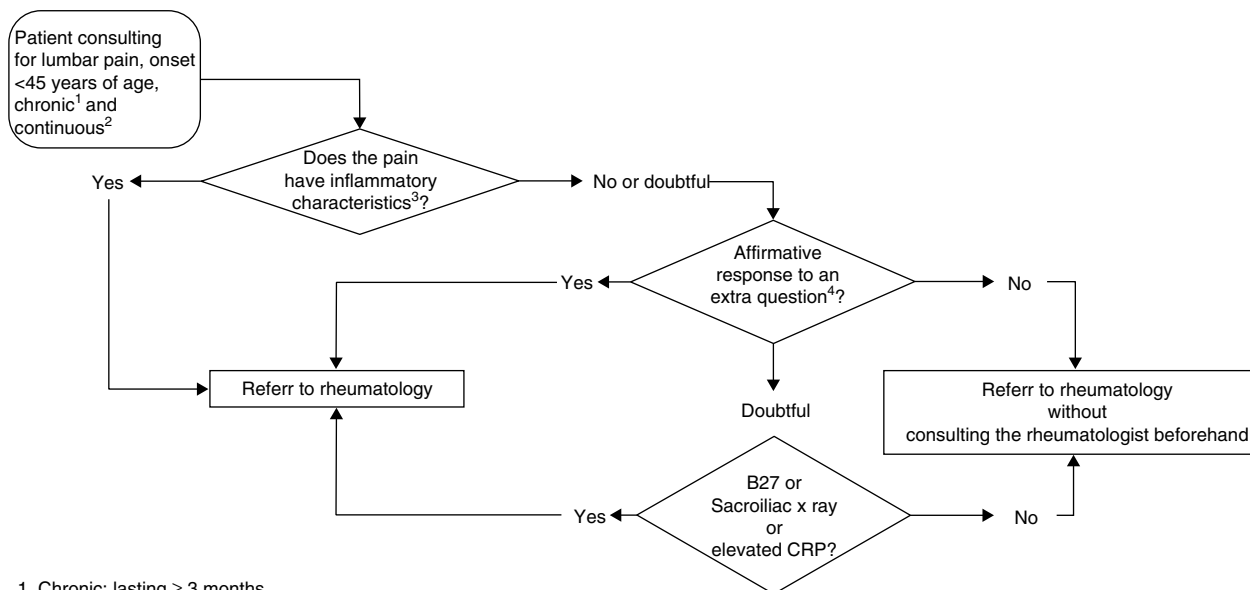 Patient consulting
for lumbar pain, onset
<45 years of age,
chronic¹ and
continuous²
Does the pain
have inflammatory
characteristics³?
Yes
No or doubtful
Affirmative
response to an
extra question⁴?
Yes
No
Referr to rheumatology
Doubtful
Referr to rheumatology
without
consulting the rheumatologist beforehand
B27 or
Sacroiliac x ray
or
elevated CRP?
Yes
No
1. Chronic: lasting ≥ 3 months